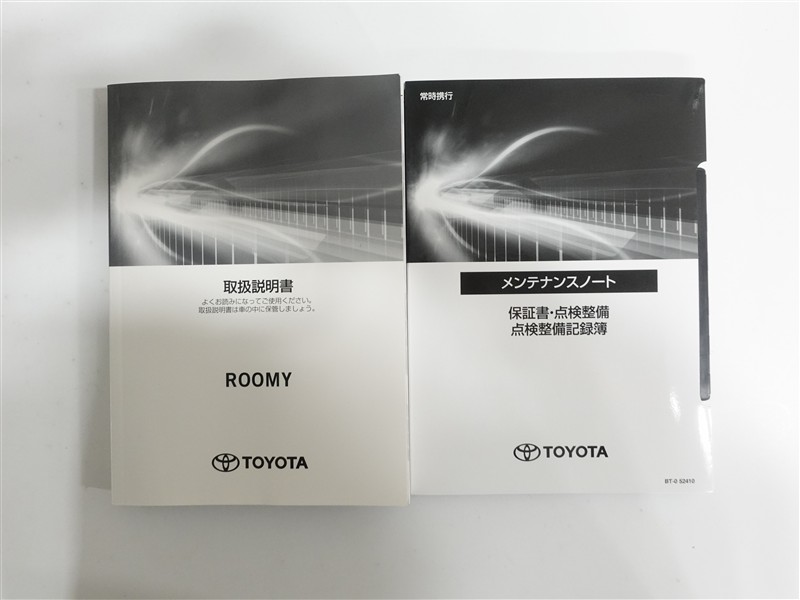 取扱説明書
よくお読みになってご使用ください。
取扱説明書は車の中に保管しましょう。
ROOMY
TOYOTA
常時携行
メンテナンスノート
保証書・点検整備
点検整備記録簿
TOYOTA
BT-0 52410